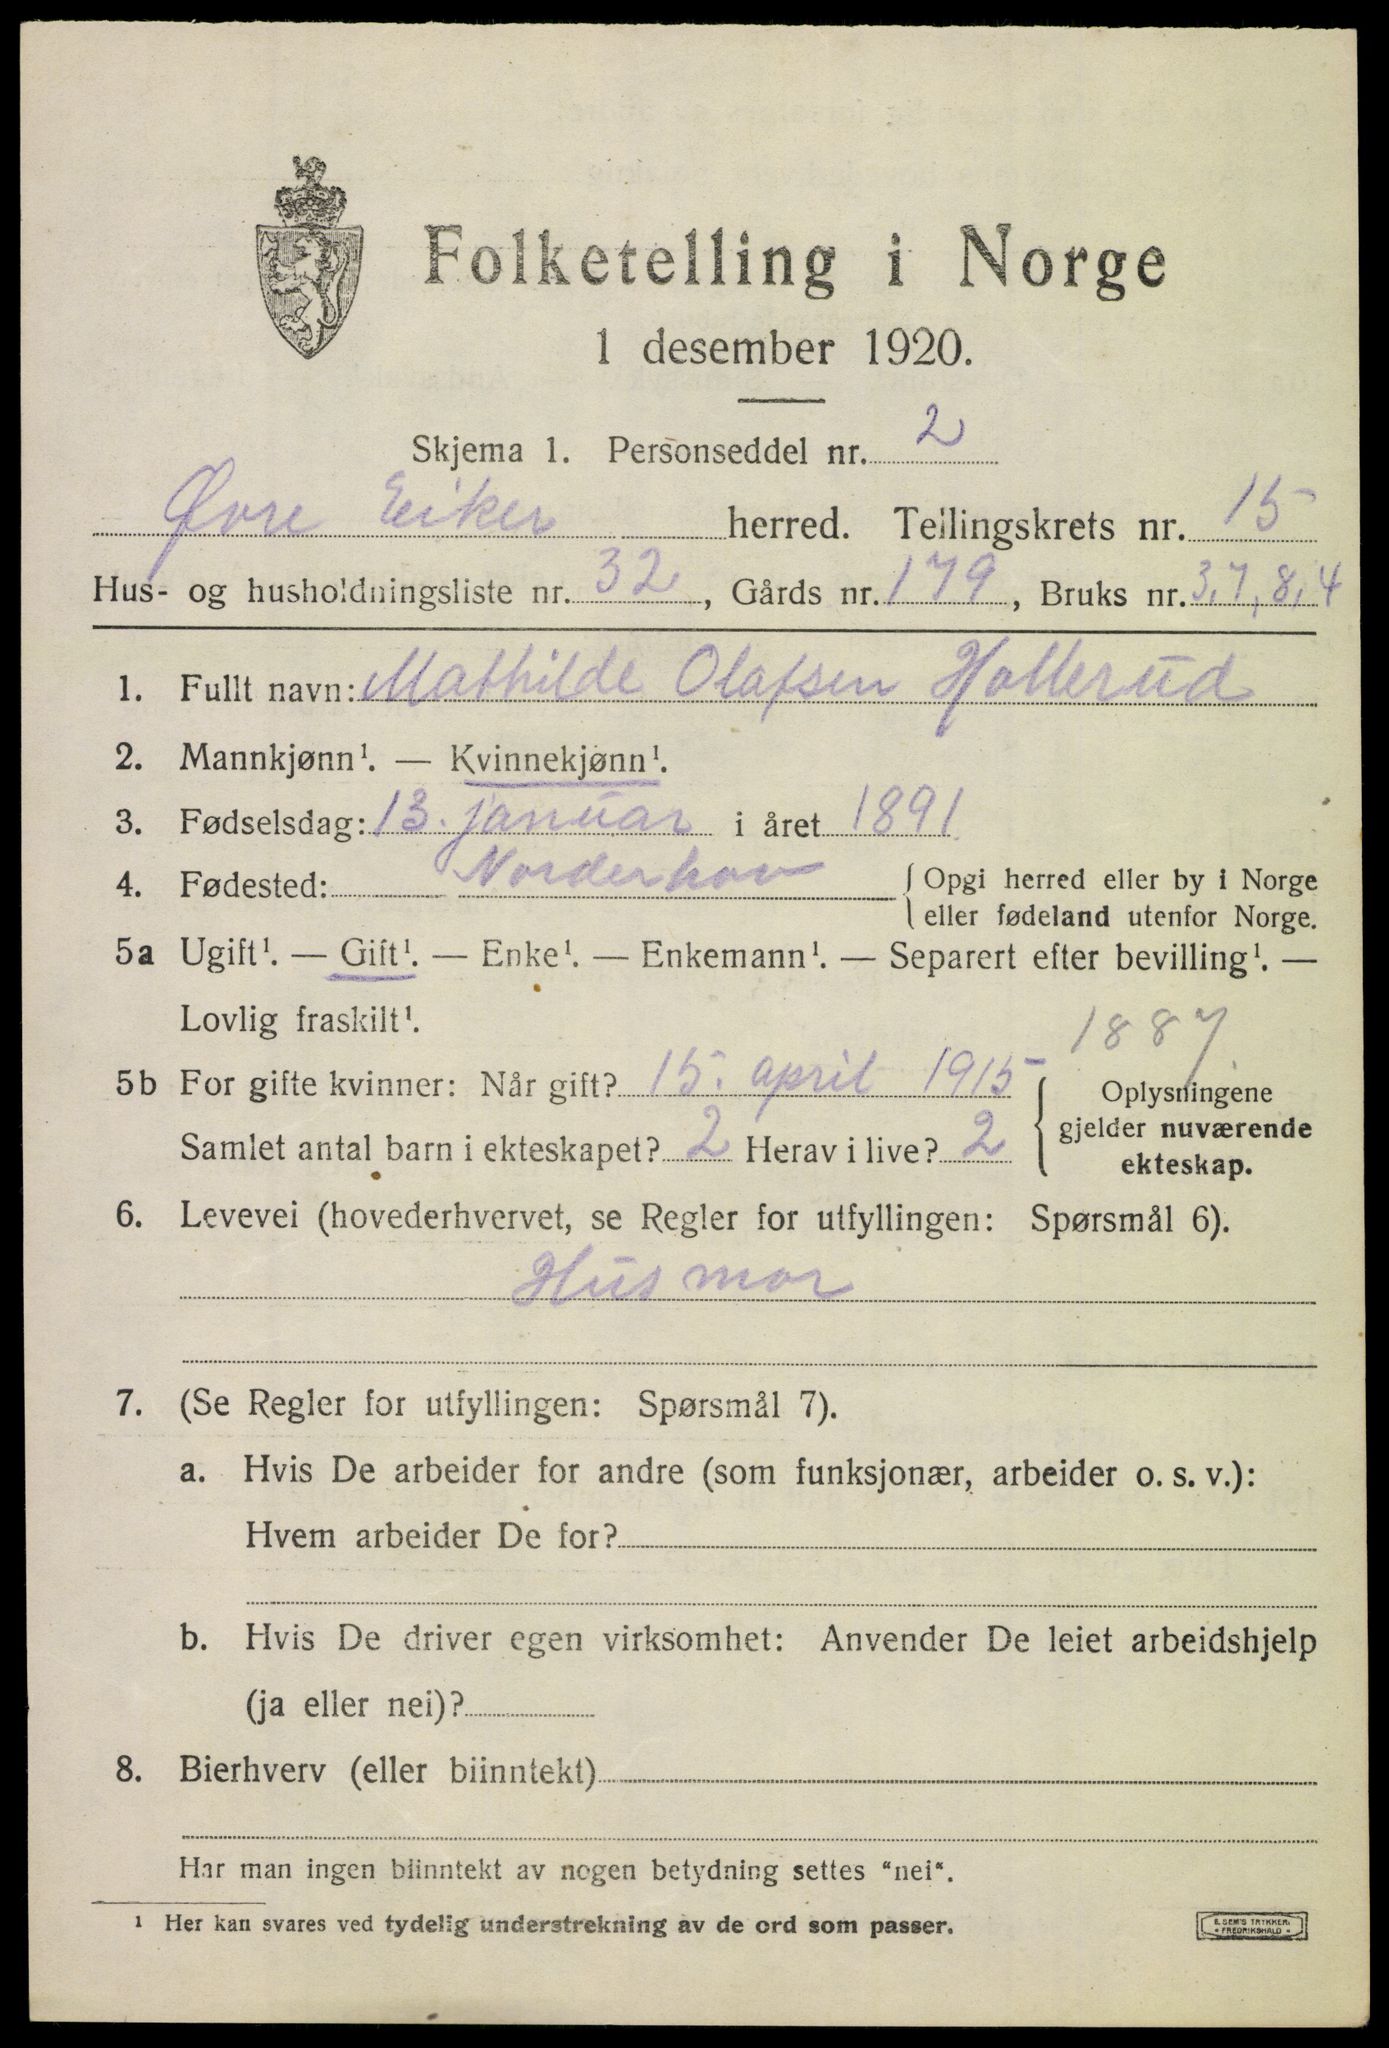 Folketelling i Norge
1 desember 1920.
Skjema 1. Personseddel nr. 2
Øvre Eiker herred. Tellingskrets nr. 15
Hus- og husholdningsliste nr. 32, Gårds nr. 179, Bruks nr. 3,7,8,4
1. Fullt navn: Mathilde Olafsen Hollerud
2. Mannkjønn¹. — Kvinnekjønn¹.
3. Fødselsdag: 13. januar i året 1891
4. Fødested: Norderhov { Opgi herred eller by i Norge
eller fødeland utenfor Norge.
5a Ugift¹. — Gift¹. — Enke¹. — Enkemann¹. — Separert efter bevilling¹. —
Lovlig fraskilt¹.
1887
5b For gifte kvinner: Når gift? 15. april 1915 { Oplysningene
gjelder nuværende
Samlet antal barn i ekteskapet? 2 Herav i live? 2
ekteskap.
6. Levevei (hovederhvervet, se Regler for utfyllingen: Spørsmål 6).
Husmor
7. (Se Regler for utfyllingen: Spørsmål 7).
a. Hvis De arbeider for andre (som funksjonær, arbeider o. s. v.):
Hvem arbeider De for?
b. Hvis De driver egen virksomhet: Anvender De leiet arbeidshjelp
(ja eller nei)?
8. Bierhverv (eller biinntekt)
Har man ingen biinntekt av nogen betydning settes "nei".
¹ Her kan svares ved tydelig understrekning av de ord som passer.
E. SEM'S TRYKKERI
FREDRIKSHALD